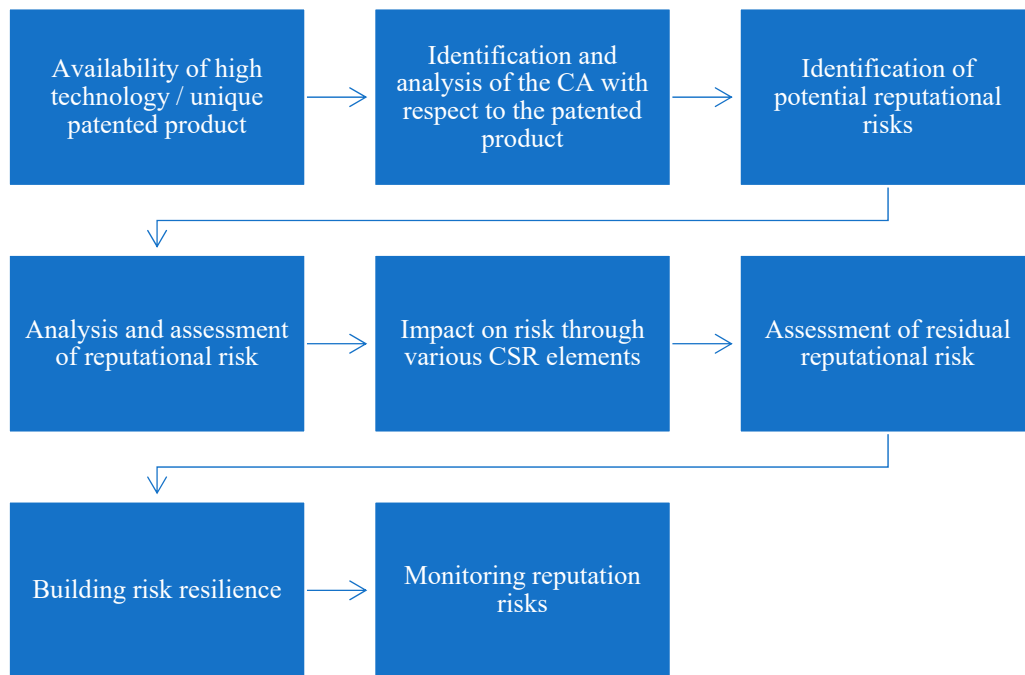 Availability of high
technology / unique
patented product
Identification and
analysis of the CA with
respect to the patented
product
Identification of
potential reputational
risks
Analysis and assessment
of reputational risk
Impact on risk through
various CSR elements
Assessment of residual
reputational risk
Building risk resilience
Monitoring reputation
risks